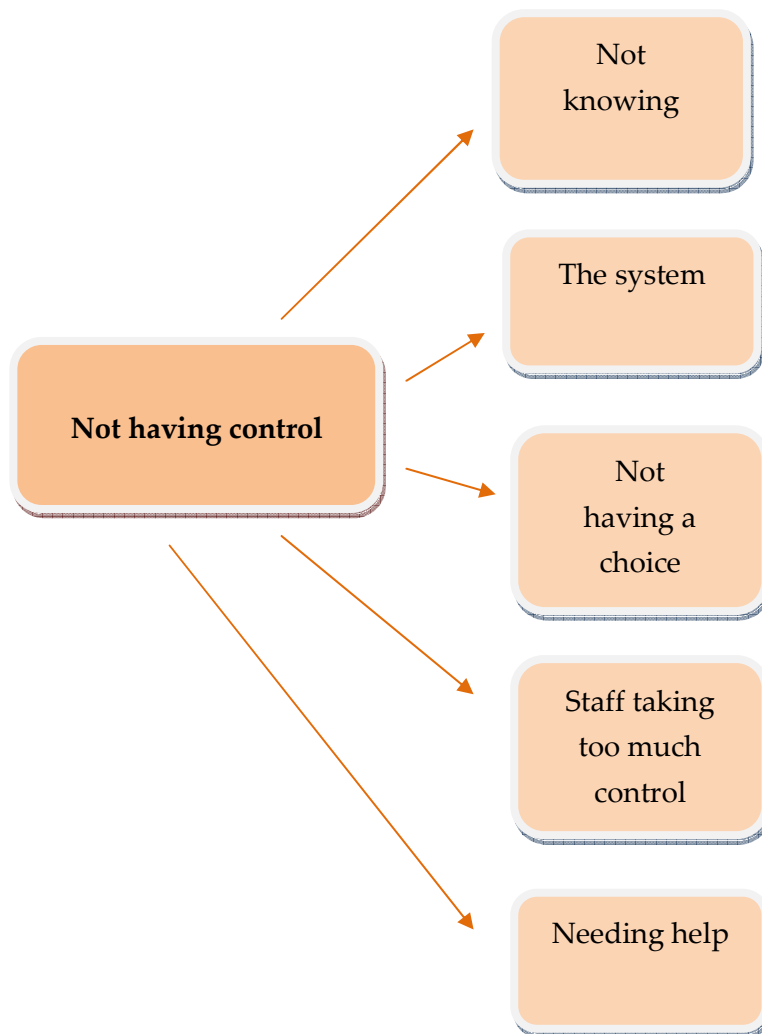 Not
knowing
The system
Not having control
Not
having a
choice
Staff taking
too much
control
Needing help